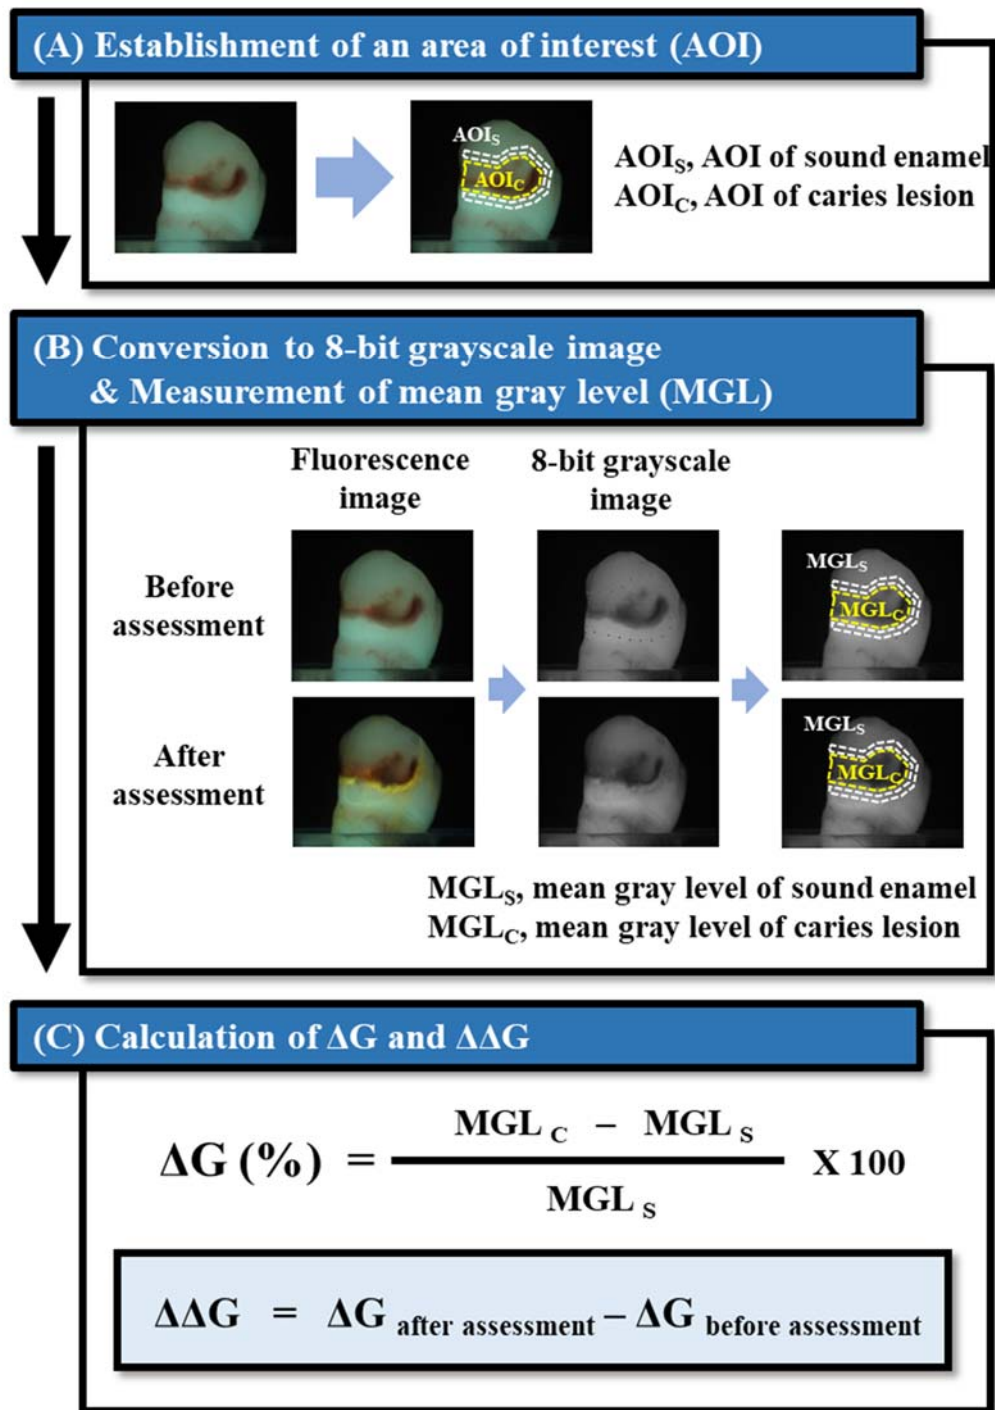 (A) Establishment of an area of interest (AOI)
AOIS
AOIC
AOIS, AOI of sound enamel
AOIC, AOI of caries lesion
(B) Conversion to 8-bit grayscale image
& Measurement of mean gray level (MGL)
Fluorescence
image
8-bit grayscale
image
Before
assessment
MGLS
MGLC
After
assessment
MGLS
MGLC
MGLS, mean gray level of sound enamel
MGLC, mean gray level of caries lesion
(C) Calculation of ΔG and ΔΔG
ΔG (%) = MGL C – MGL S
MGL S
X 100
ΔΔG = ΔG after assessment – ΔG before assessment